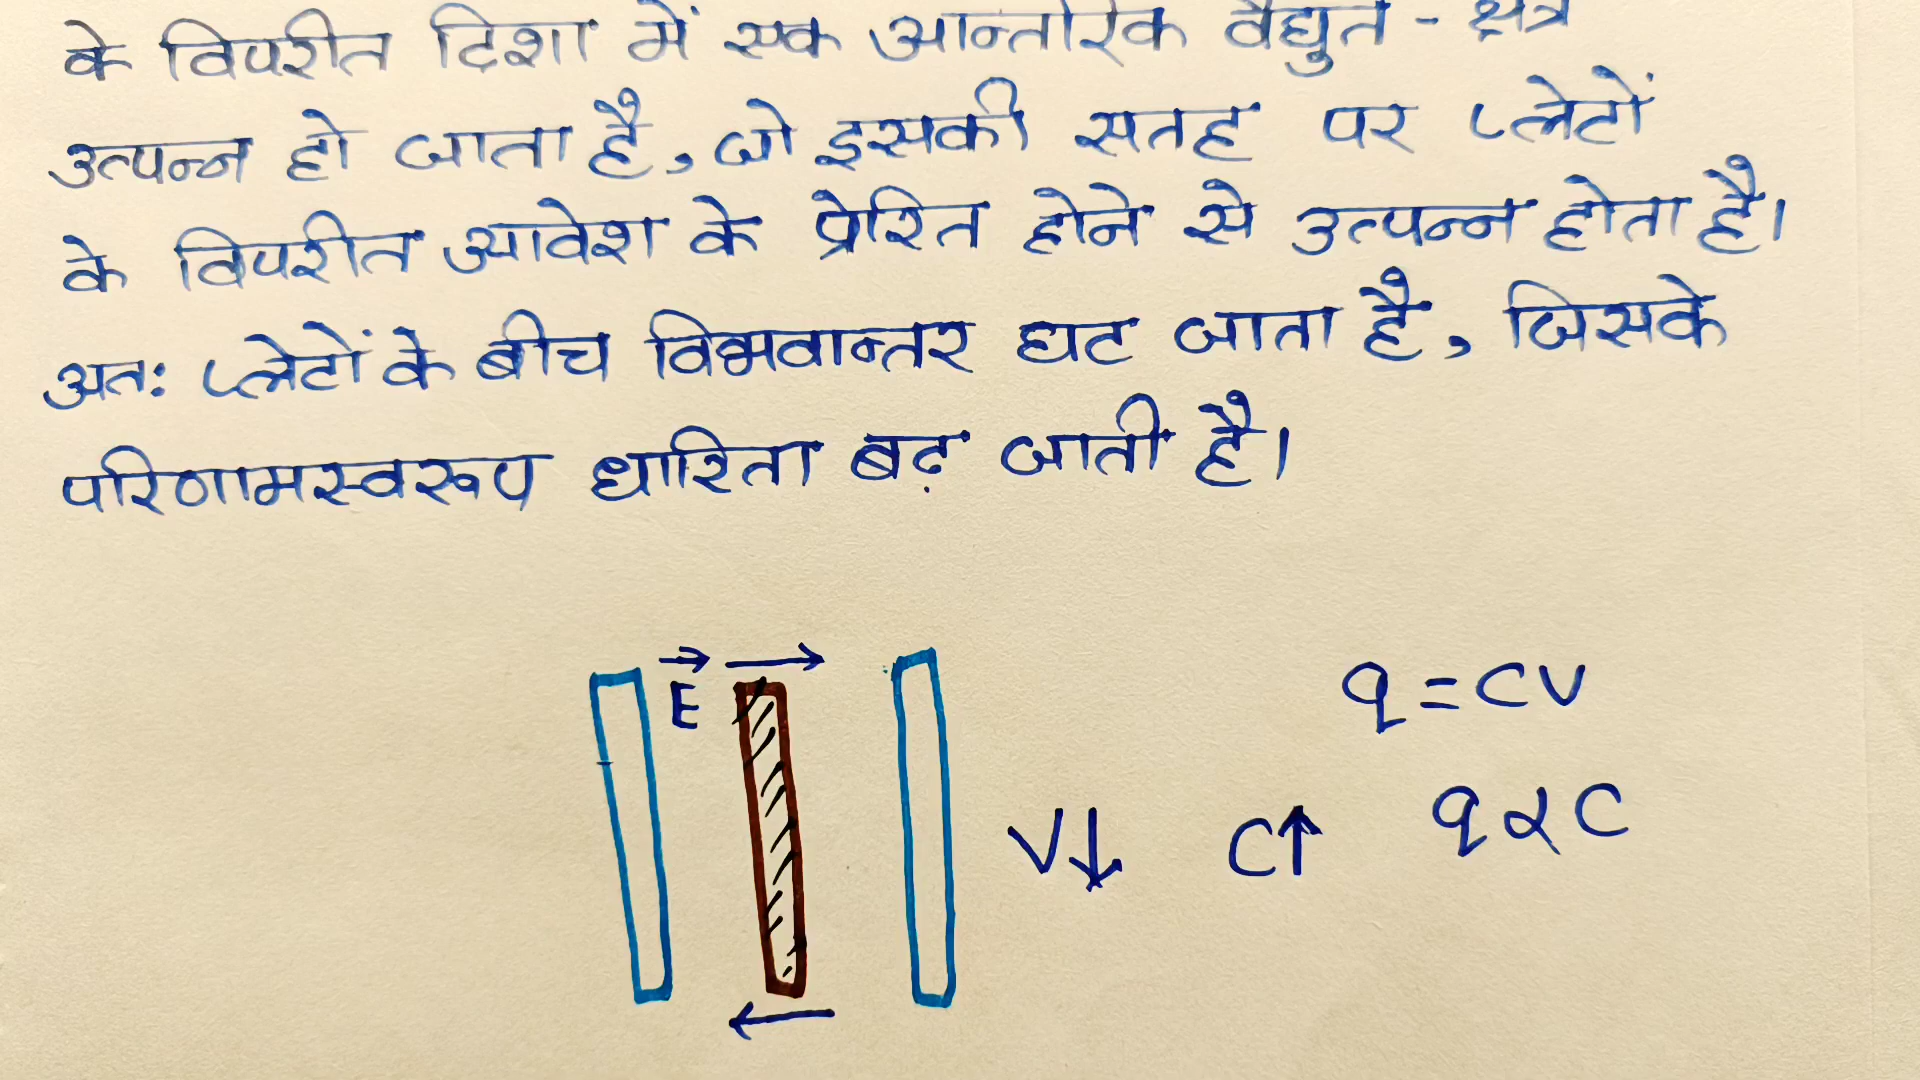 के विपरीत दिशा में एक आन्तरिक वैद्युत - क्षेत्र
उत्पन्न हो जाता है, जो इसकी सतह पर प्लेटों
के विपरीत आवेश के प्रेरित होने से उत्पन्न होता है।
अतः प्लेटों के बीच विभवान्तर घट जाता है, जिसके
परिणामस्वरूप धारिता बढ़ जाती है।
E→ →
q = CV
V↓ C↑ q α C
←